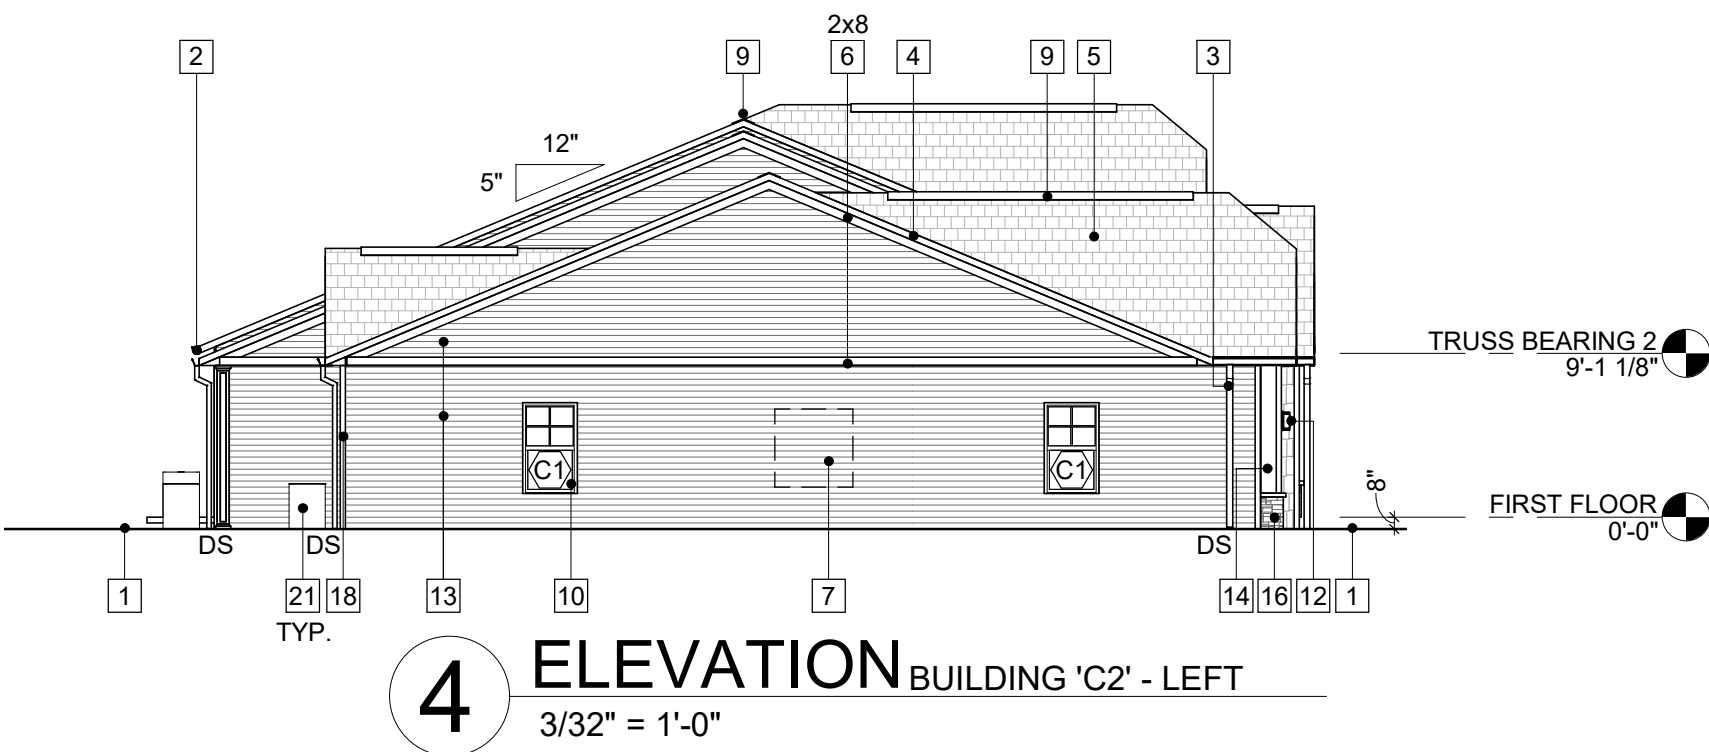 2x8
2 9 6 4 9 5 3
12"
5"
TRUSS BEARING 2
9'-1 1/8"
C1 C1
8"
FIRST FLOOR
0'-0"
DS DS DS
1 21 18 13 10 7 14 16 12 1
TYP.
4 ELEVATION BUILDING 'C2' - LEFT
3/32" = 1'-0"